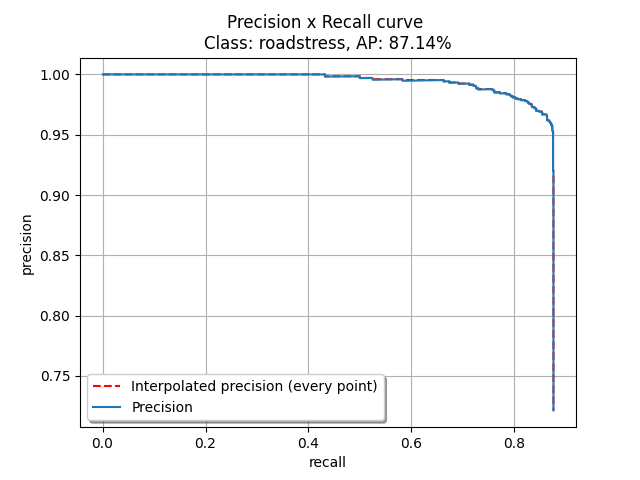 Precision x Recall curve
Class: roadstress, AP: 87.14%
1.00
0.95
0.90
0.85
0.80
0.75
precision
Interpolated precision (every point)
Precision
0.0 0.2 0.4 0.6 0.8
recall